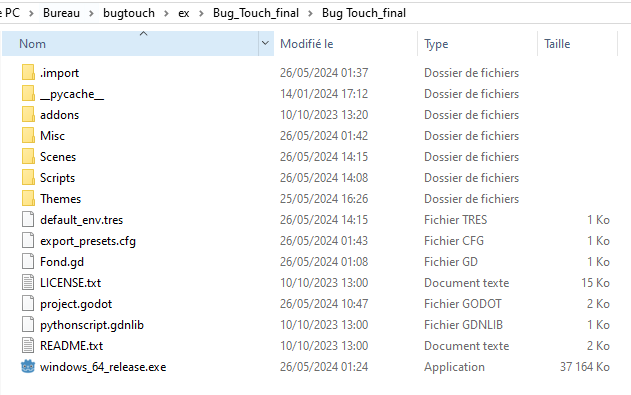 e PC > Bureau > bugtouch > ex > Bug_Touch_final > Bug Touch_final
Nom Modifié le Type Taille
.import 26/05/2024 01:37 Dossier de fichiers
__pycache__ 14/01/2024 17:12 Dossier de fichiers
addons 10/10/2023 13:20 Dossier de fichiers
Misc 26/05/2024 01:42 Dossier de fichiers
Scenes 26/05/2024 14:15 Dossier de fichiers
Scripts 26/05/2024 14:08 Dossier de fichiers
Themes 25/05/2024 16:26 Dossier de fichiers
default_env.tres 26/05/2024 14:15 Fichier TRES 1 Ko
export_presets.cfg 26/05/2024 01:43 Fichier CFG 1 Ko
Fond.gd 26/05/2024 01:08 Fichier GD 1 Ko
LICENSE.txt 10/10/2023 13:00 Document texte 15 Ko
project.godot 26/05/2024 10:47 Fichier GODOT 2 Ko
pythonscript.gdnlib 10/10/2023 13:00 Fichier GDNLIB 1 Ko
README.txt 10/10/2023 13:00 Document texte 2 Ko
windows_64_release.exe 26/05/2024 01:24 Application 37 164 Ko